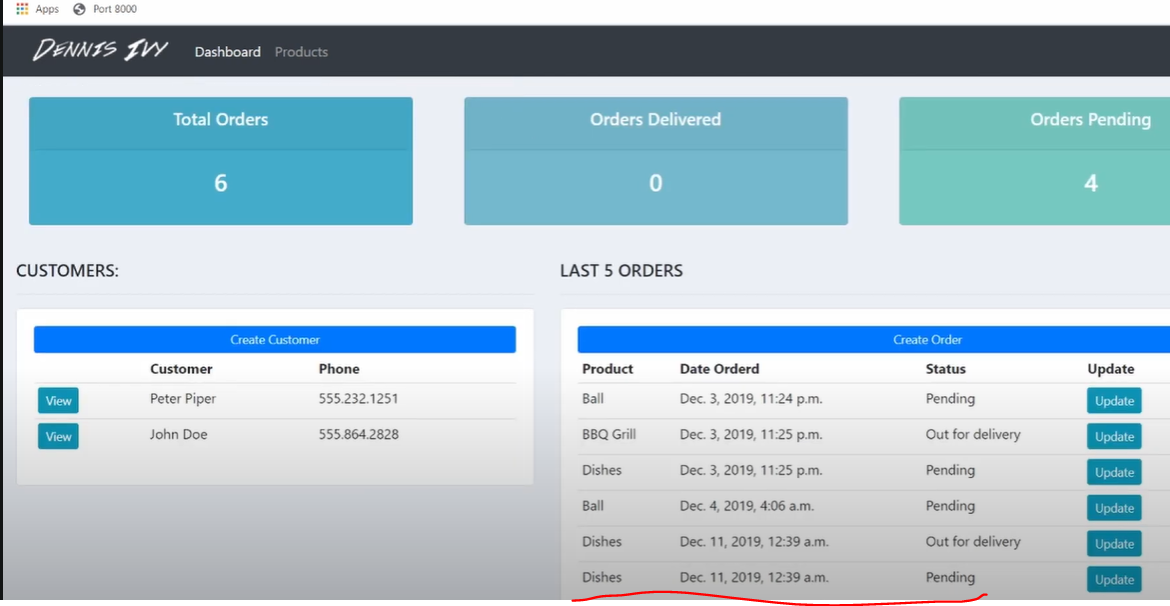 Apps Port 8000
DENNIS IVY Dashboard Products
Total Orders Orders Delivered Orders Pending
6 0 4
CUSTOMERS: LAST 5 ORDERS
Create Customer Create Order
Customer Phone Product Date Orderd Status Update
View Peter Piper 555.232.1251 Ball Dec. 3, 2019, 11:24 p.m. Pending Update
View John Doe 555.864.2828 BBQ Grill Dec. 3, 2019, 11:25 p.m. Out for delivery Update
Dishes Dec. 3, 2019, 11:25 p.m. Pending Update
Ball Dec. 4, 2019, 4:06 a.m. Pending Update
Dishes Dec. 11, 2019, 12:39 a.m. Out for delivery Update
Dishes Dec. 11, 2019, 12:39 a.m. Pending Update